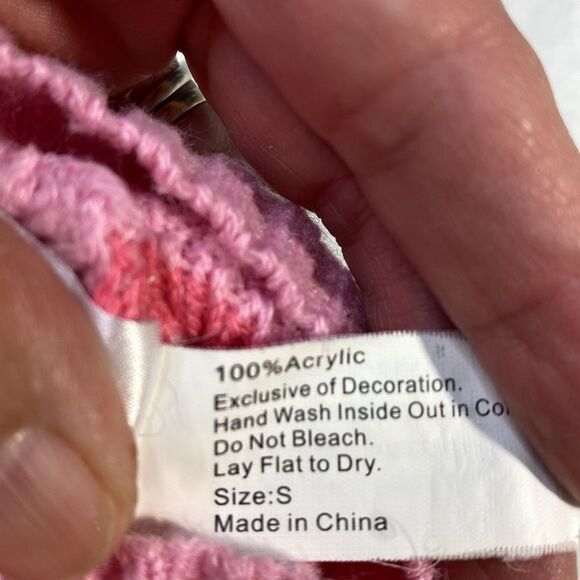 100%Acrylic
Exclusive of Decoration.
Hand Wash Inside Out in
Do Not Bleach.
Lay Flat to Dry.
Size:S
Made in China